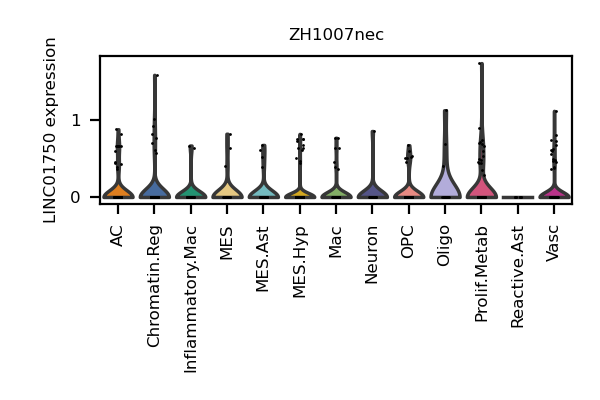 ZH1007nec
LINC01750 expression
1
0
AC
Chromatin.Reg
Inflammatory.Mac
MES
MES.Ast
MES.Hyp
Mac
Neuron
OPC
Oligo
Prolif.Metab
Reactive.Ast
Vasc